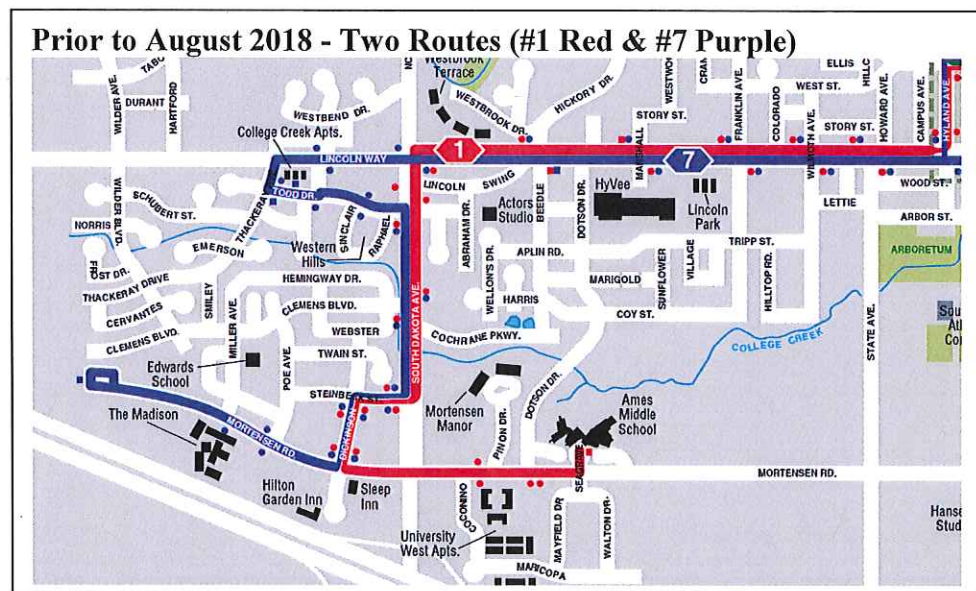 Prior to August 2018 - Two Routes (#1 Red & #7 Purple)
Westbrook
Terrace
WILDER AVE.
DURANT
HARTFORD
WESTBEND DR.
WESTBROOK DR.
HICKORY DR.
ELLIS
WEST ST.
STORY ST.
FRANKLIN AVE.
COLORADO
STORY ST.
HOWARD AVE.
CAMPUS AVE.
HYLAND AVE.
College Creek Apts.
LINCOLN WAY
1
7
MARSHALL
WILMOTH AVE.
WOOD ST.
TODD DR.
THACKERAY
LINCOLN
SWING
BEEDLE
DOTSON DR.
HyVee
Lincoln
Park
LETTIE
ARBOR ST.
ARBORETUM
WILDER BLVD.
SCHUBERT ST.
NORRIS
EMERSON
SINCLAIR
RAPHAEL
Western
Hills
ABRAHAM DR.
Actors
Studio
APLIN RD.
TRIPP ST.
VILLAGE
MARIGOLD
SUNFLOWER
HILLTOP RD.
HEMINGWAY DR.
THACKERAY DRIVE
CERVANTES
SMILEY
CLEMENS BLVD.
CLEMENS BLVD.
WEBSTER
WELLON'S DR.
HARRIS
COY ST.
COCHRANE PKWY.
COLLEGE CREEK
STATE AVE.
SOUTH DAKOTA AVE.
MILLER AVE.
POE AVE.
TWAIN ST.
Edwards
School
STEINBECK ST.
DICKINSON
The Madison
MORTENSEN RD.
Mortensen
Manor
PINON DR.
DOTSON DR.
Ames
Middle
School
SEAGRAVE
MORTENSEN RD.
Hilton
Garden Inn
Sleep
Inn
University
West Apts.
MAYFIELD DR
WALTON DR.
MARICOPA